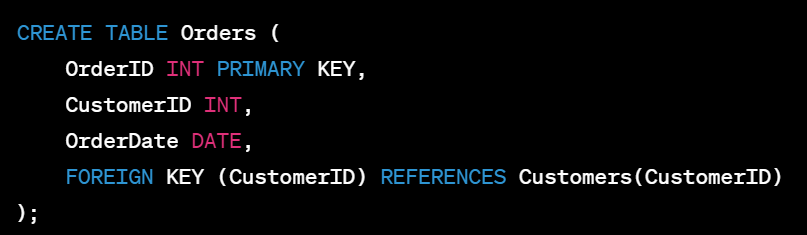 CREATE TABLE Orders (
    OrderID INT PRIMARY KEY,
    CustomerID INT,
    OrderDate DATE,
    FOREIGN KEY (CustomerID) REFERENCES Customers(CustomerID)
);